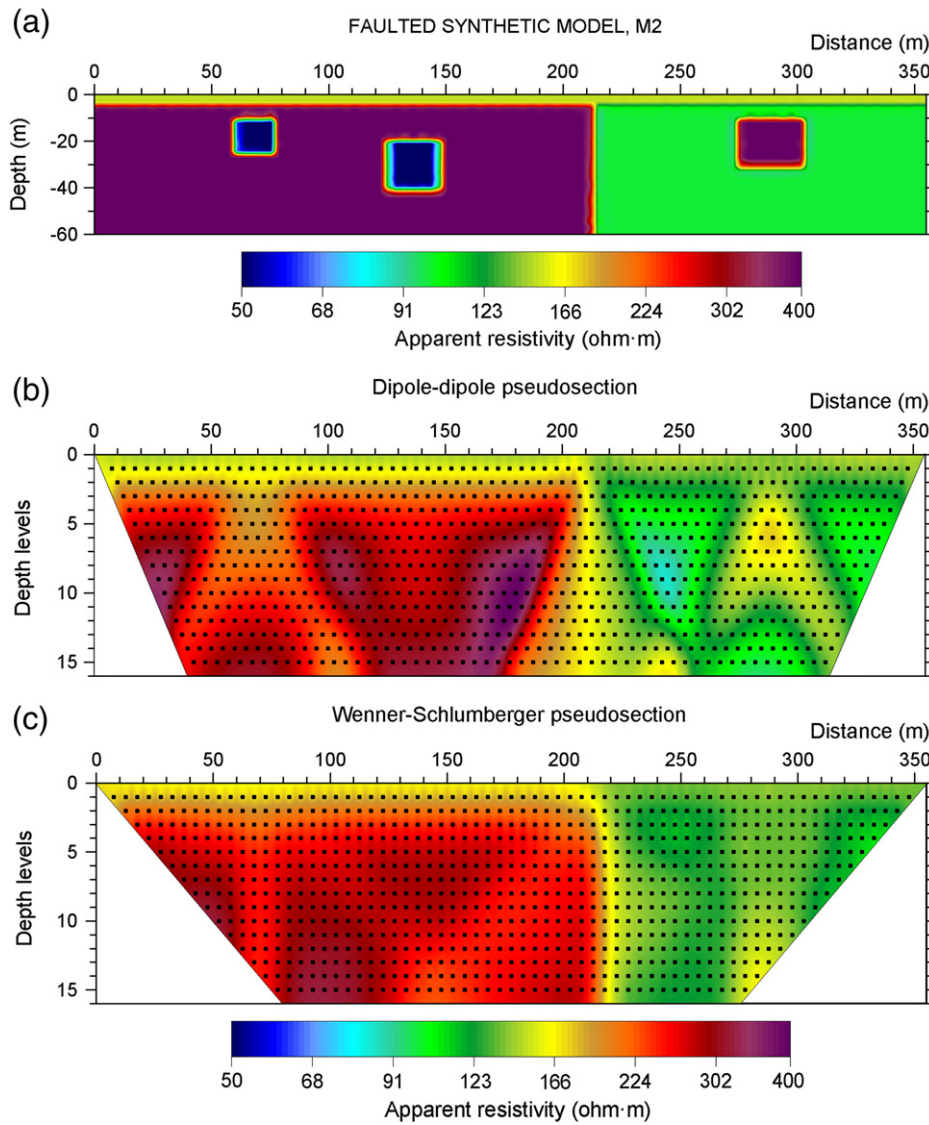 (a)
FAULTED SYNTHETIC MODEL, M2
Distance (m)
0 50 100 150 200 250 300 350
Depth (m)
0
-20
-40
-60
50 68 91 123 166 224 302 400
Apparent resistivity (ohm·m)
(b)
Dipole-dipole pseudosection
Distance (m)
0 50 100 150 200 250 300 350
Depth levels
0
5
10
15
(c)
Wenner-Schlumberger pseudosection
Distance (m)
0 50 100 150 200 250 300 350
Depth levels
0
5
10
15
50 68 91 123 166 224 302 400
Apparent resistivity (ohm·m)